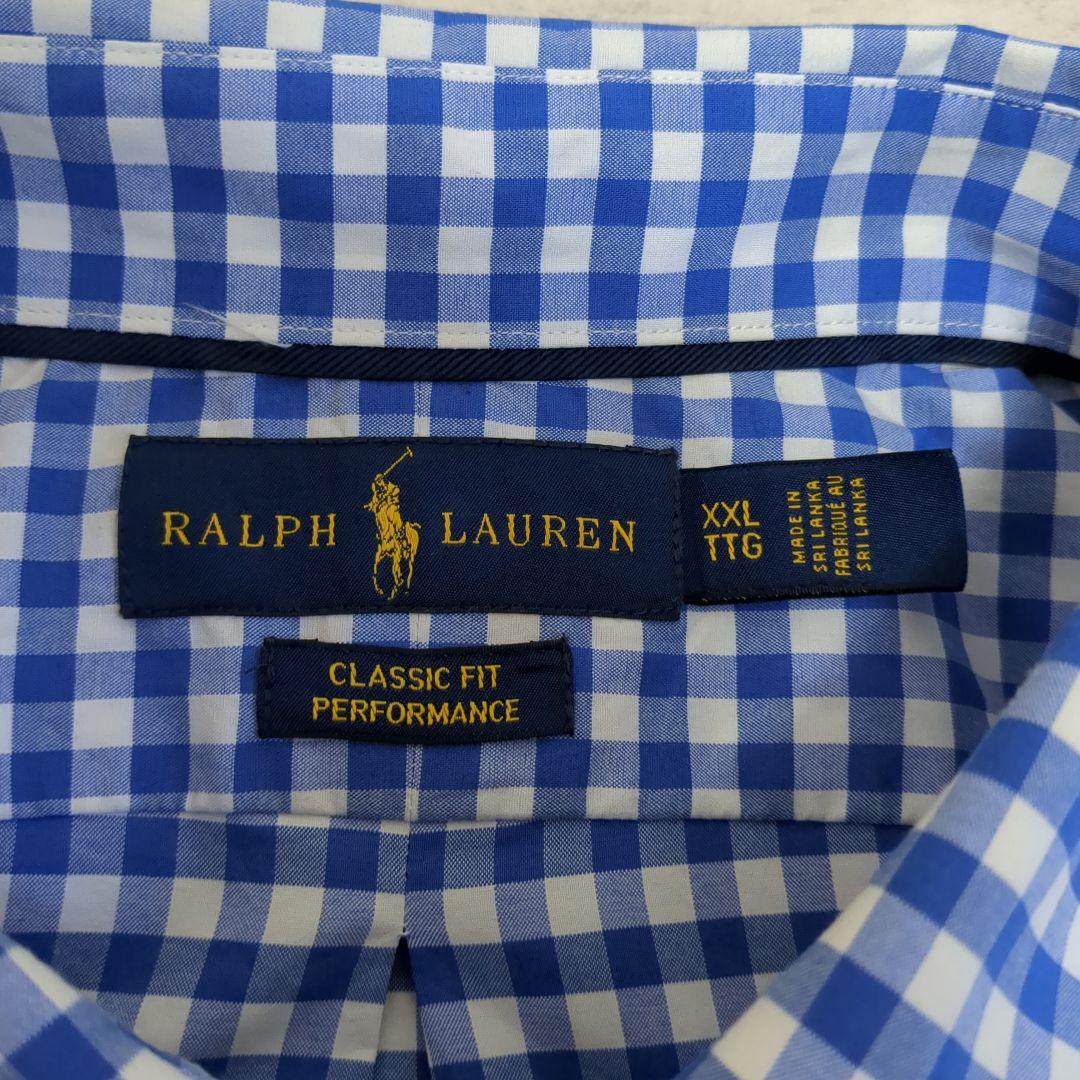 RALPH LAUREN
XXL
TTG
MADE IN
SRI LANKA
FABRIQUÉ AU
SRI LANKA
CLASSIC FIT
PERFORMANCE